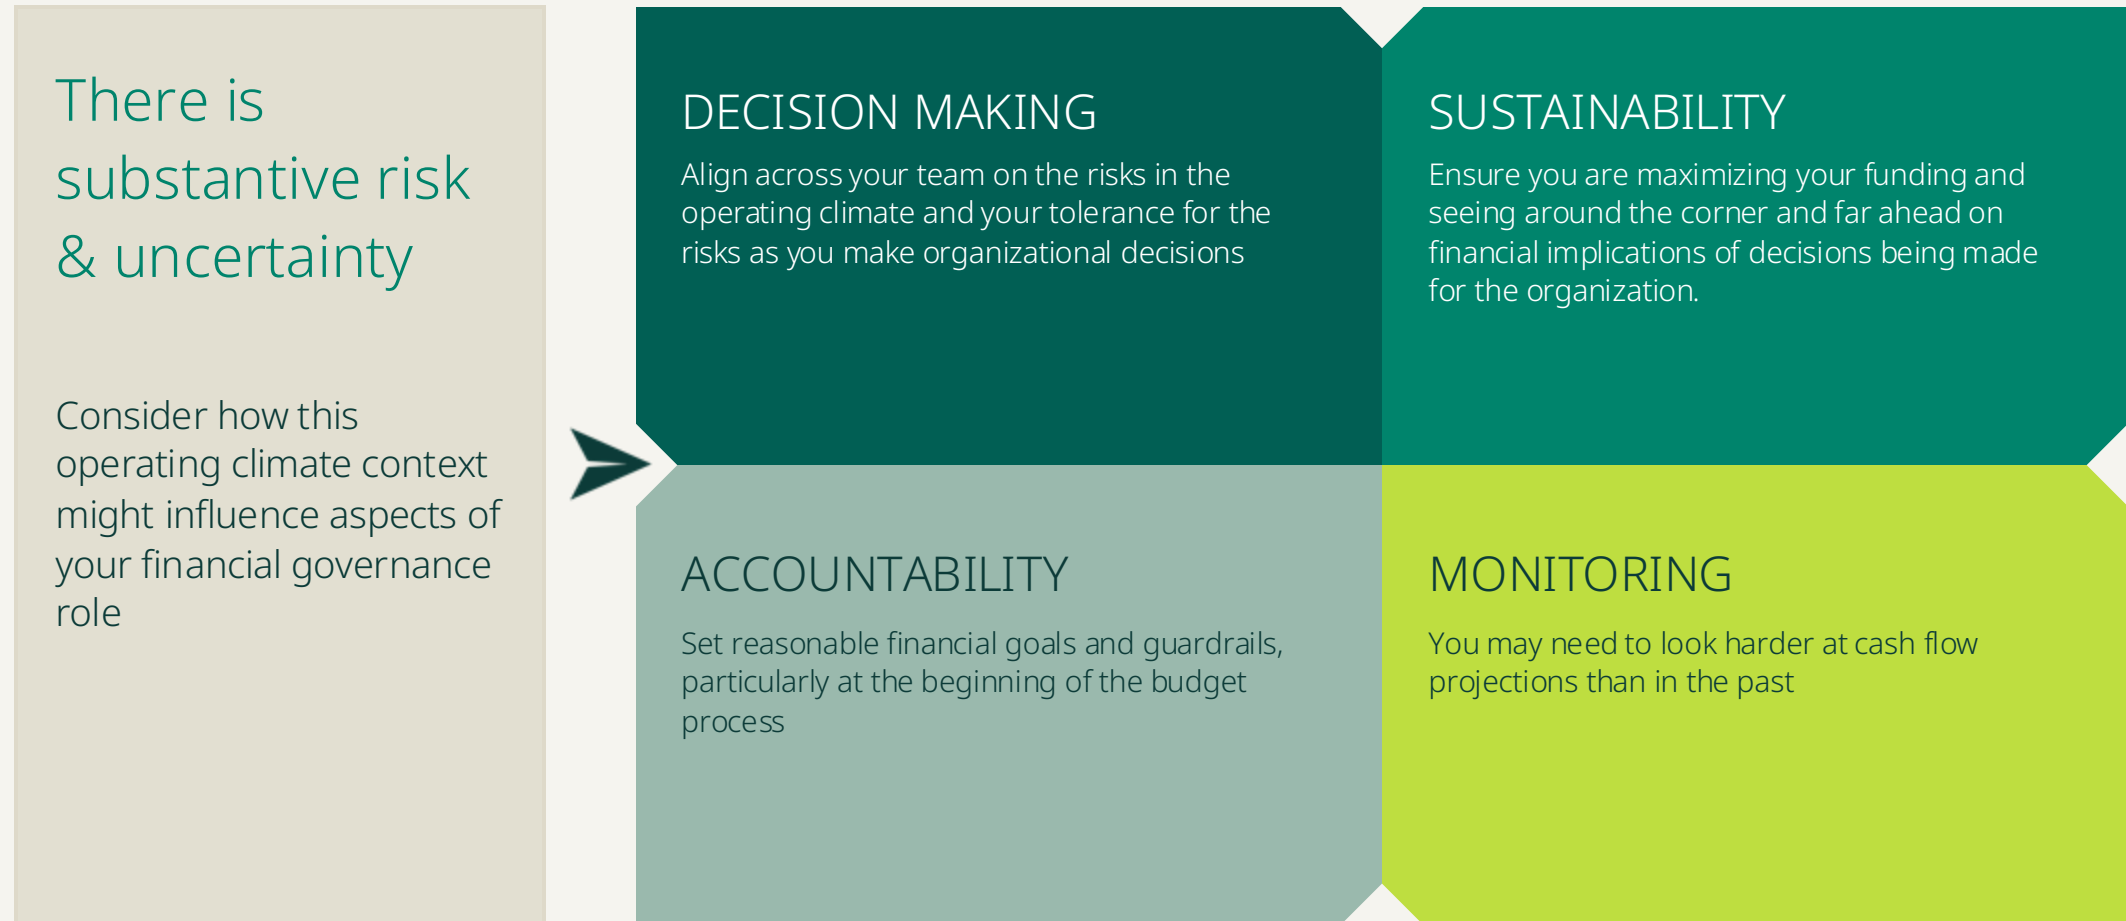 There is
substantive risk
& uncertainty
Consider how this
operating climate context
might influence aspects of
your financial governance
role
DECISION MAKING
Align across your team on the risks in the
operating climate and your tolerance for the
risks as you make organizational decisions
SUSTAINABILITY
Ensure you are maximizing your funding and
seeing around the corner and far ahead on
financial implications of decisions being made
for the organization.
ACCOUNTABILITY
Set reasonable financial goals and guardrails,
particularly at the beginning of the budget
process
MONITORING
You may need to look harder at cash flow
projections than in the past